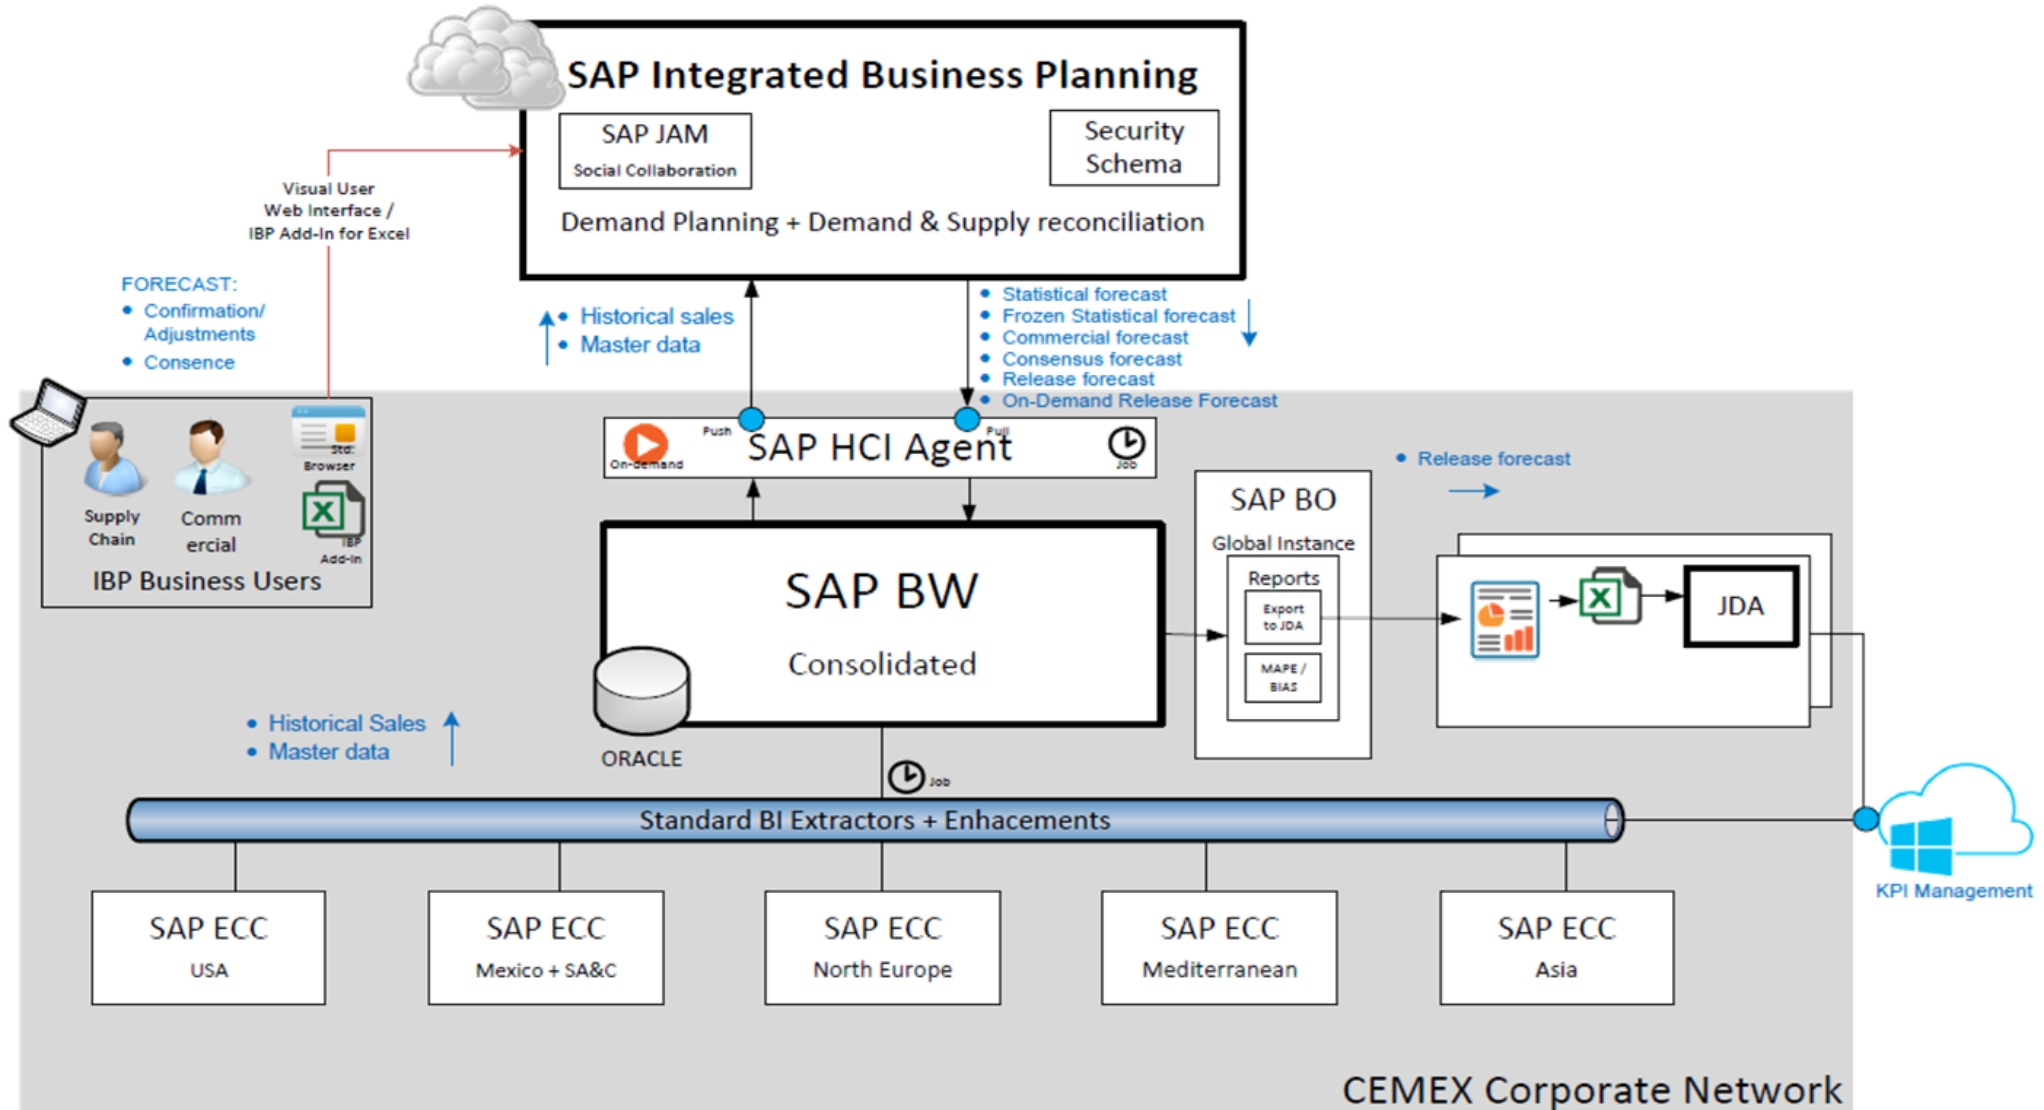 SAP Integrated Business Planning
SAP JAM
Social Collaboration
Security
Schema
Demand Planning + Demand & Supply reconciliation
Visual User
Web Interface /
IBP Add-In for Excel
FORECAST:
• Confirmation/
Adjustments
• Consence
• Historical sales
• Master data
• Statistical forecast
• Frozen Statistical forecast
• Commercial forecast
• Consensus forecast
• Release forecast
• On-Demand Release Forecast
Std.
Browser
Supply
Chain
Comm
ercial
IBP
Add-In
IBP Business Users
Push
Pull
SAP HCI Agent
On-demand
Job
SAP BW
Consolidated
ORACLE
SAP BO
Global Instance
Reports
Export
to JDA
MAPE /
BIAS
• Release forecast
JDA
• Historical Sales
• Master data
Job
Standard BI Extractors + Enhacements
KPI Management
SAP ECC
USA
SAP ECC
Mexico + SA&C
SAP ECC
North Europe
SAP ECC
Mediterranean
SAP ECC
Asia
CEMEX Corporate Network